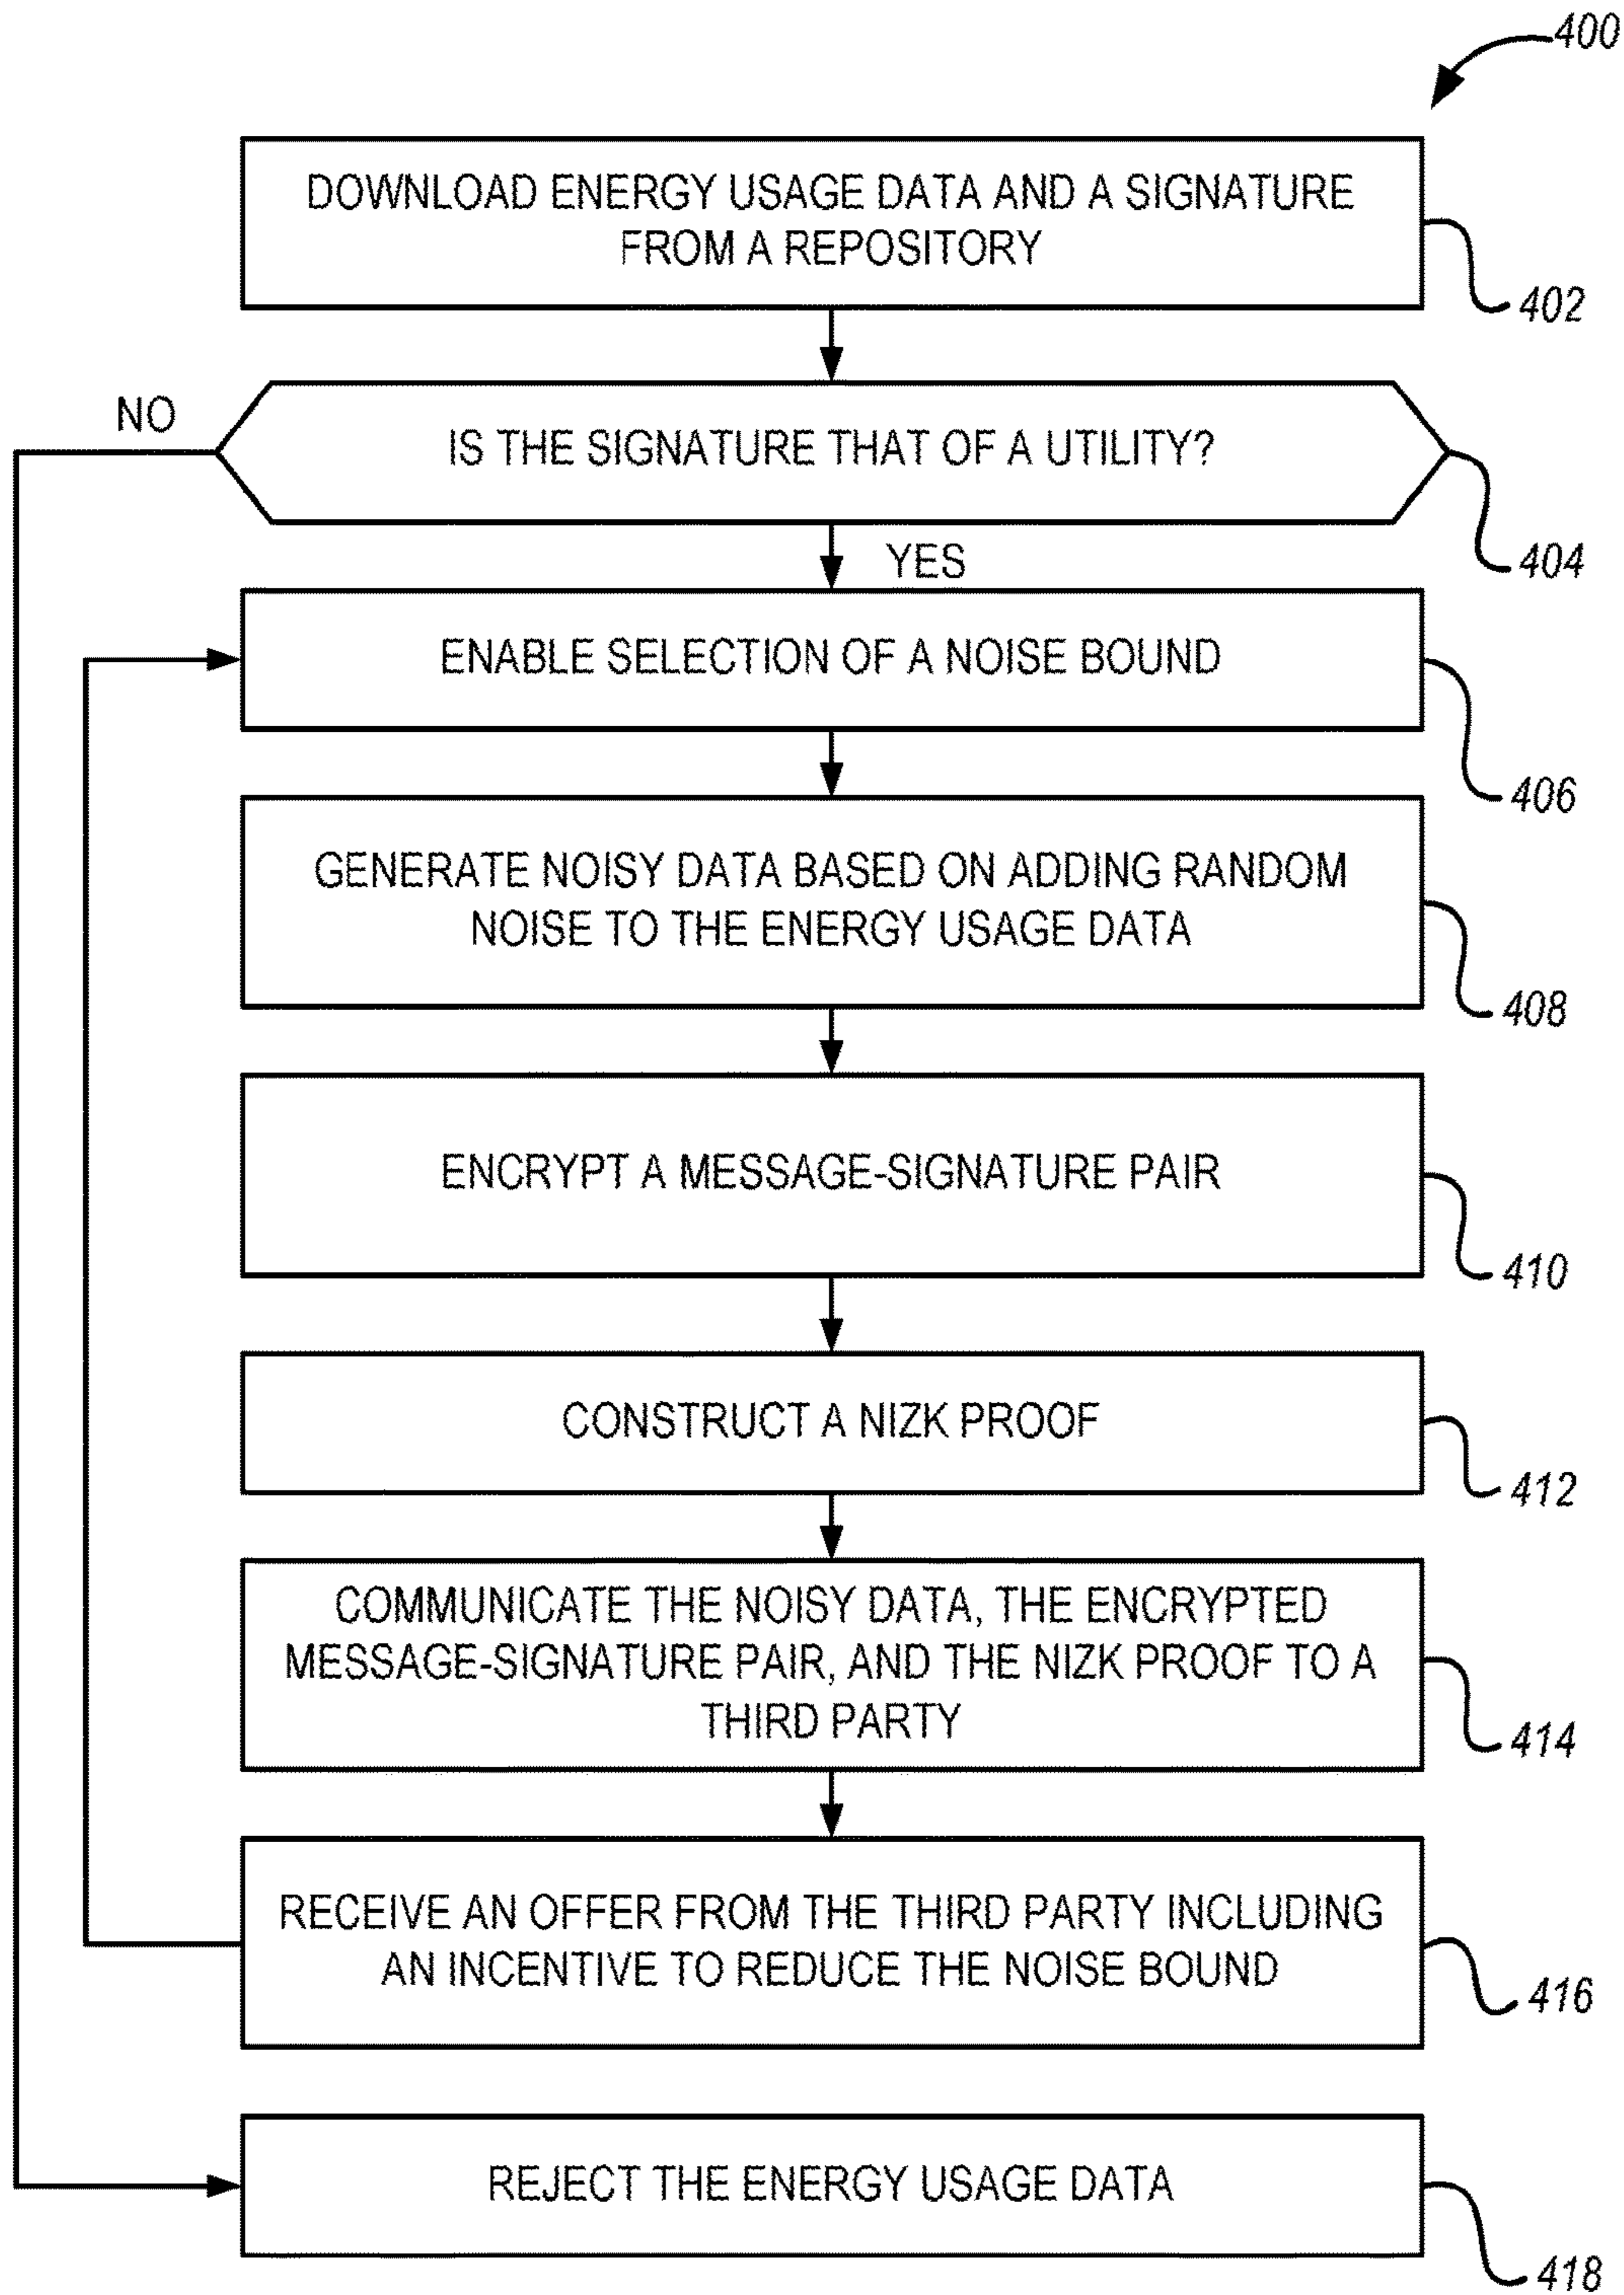 400
DOWNLOAD ENERGY USAGE DATA AND A SIGNATURE
FROM A REPOSITORY
402
NO
IS THE SIGNATURE THAT OF A UTILITY?
404
YES
ENABLE SELECTION OF A NOISE BOUND
406
GENERATE NOISY DATA BASED ON ADDING RANDOM
NOISE TO THE ENERGY USAGE DATA
408
ENCRYPT A MESSAGE-SIGNATURE PAIR
410
CONSTRUCT A NIZK PROOF
412
COMMUNICATE THE NOISY DATA, THE ENCRYPTED
MESSAGE-SIGNATURE PAIR, AND THE NIZK PROOF TO A
THIRD PARTY
414
RECEIVE AN OFFER FROM THE THIRD PARTY INCLUDING
AN INCENTIVE TO REDUCE THE NOISE BOUND
416
REJECT THE ENERGY USAGE DATA
418